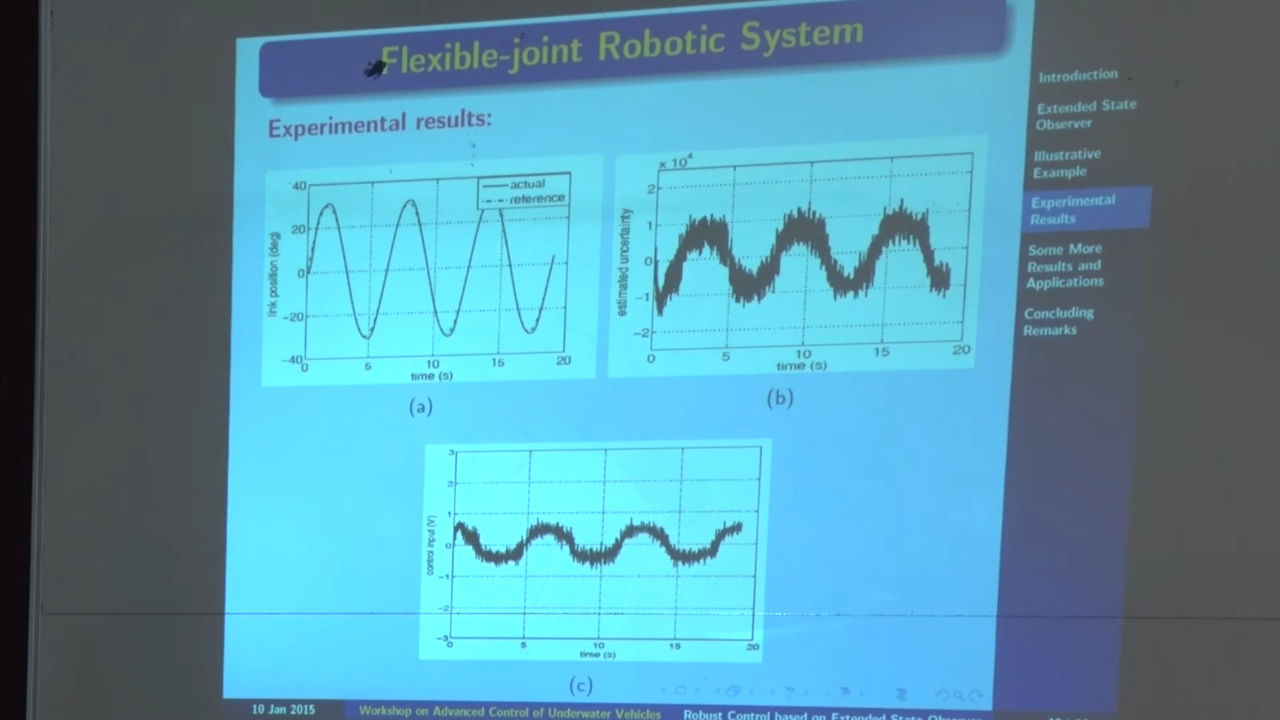 Flexible-joint Robotic System
Experimental results:
40
20
0
−20
−40
0
5
10
15
20
link position (deg)
time (s)
actual
reference
(a)
x 10^4
2
1
0
−1
−2
0
5
10
15
20
estimated uncertainty
time (s)
(b)
3
2
1
0
−1
−2
−3
0
5
10
15
20
control input (V)
time (s)
(c)
Introduction
Extended State
Observer
Illustrative
Example
Experimental
Results
Some More
Results and
Applications
Concluding
Remarks
10 Jan 2015
Workshop on Advanced Control of Underwater Vehicles
Robust Control based on Extended State Observer